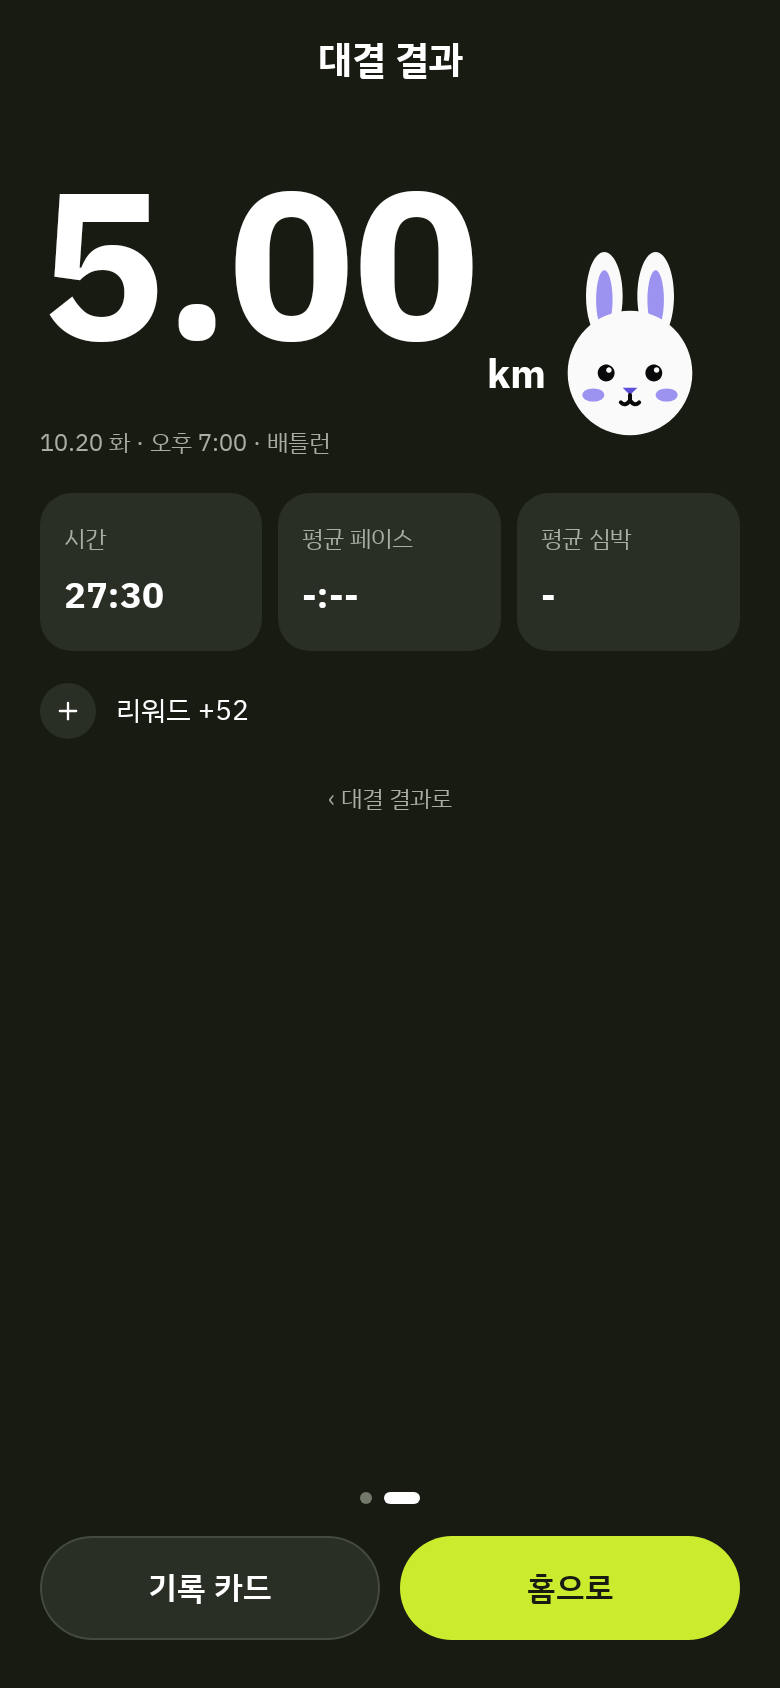 대결 결과
5.00 km
10.20 화 · 오후 7:00 · 배틀런
시간
27:30
평균 페이스
-:--
평균 심박
-
+ 리워드 +52
‹ 대결 결과로
기록 카드
홈으로